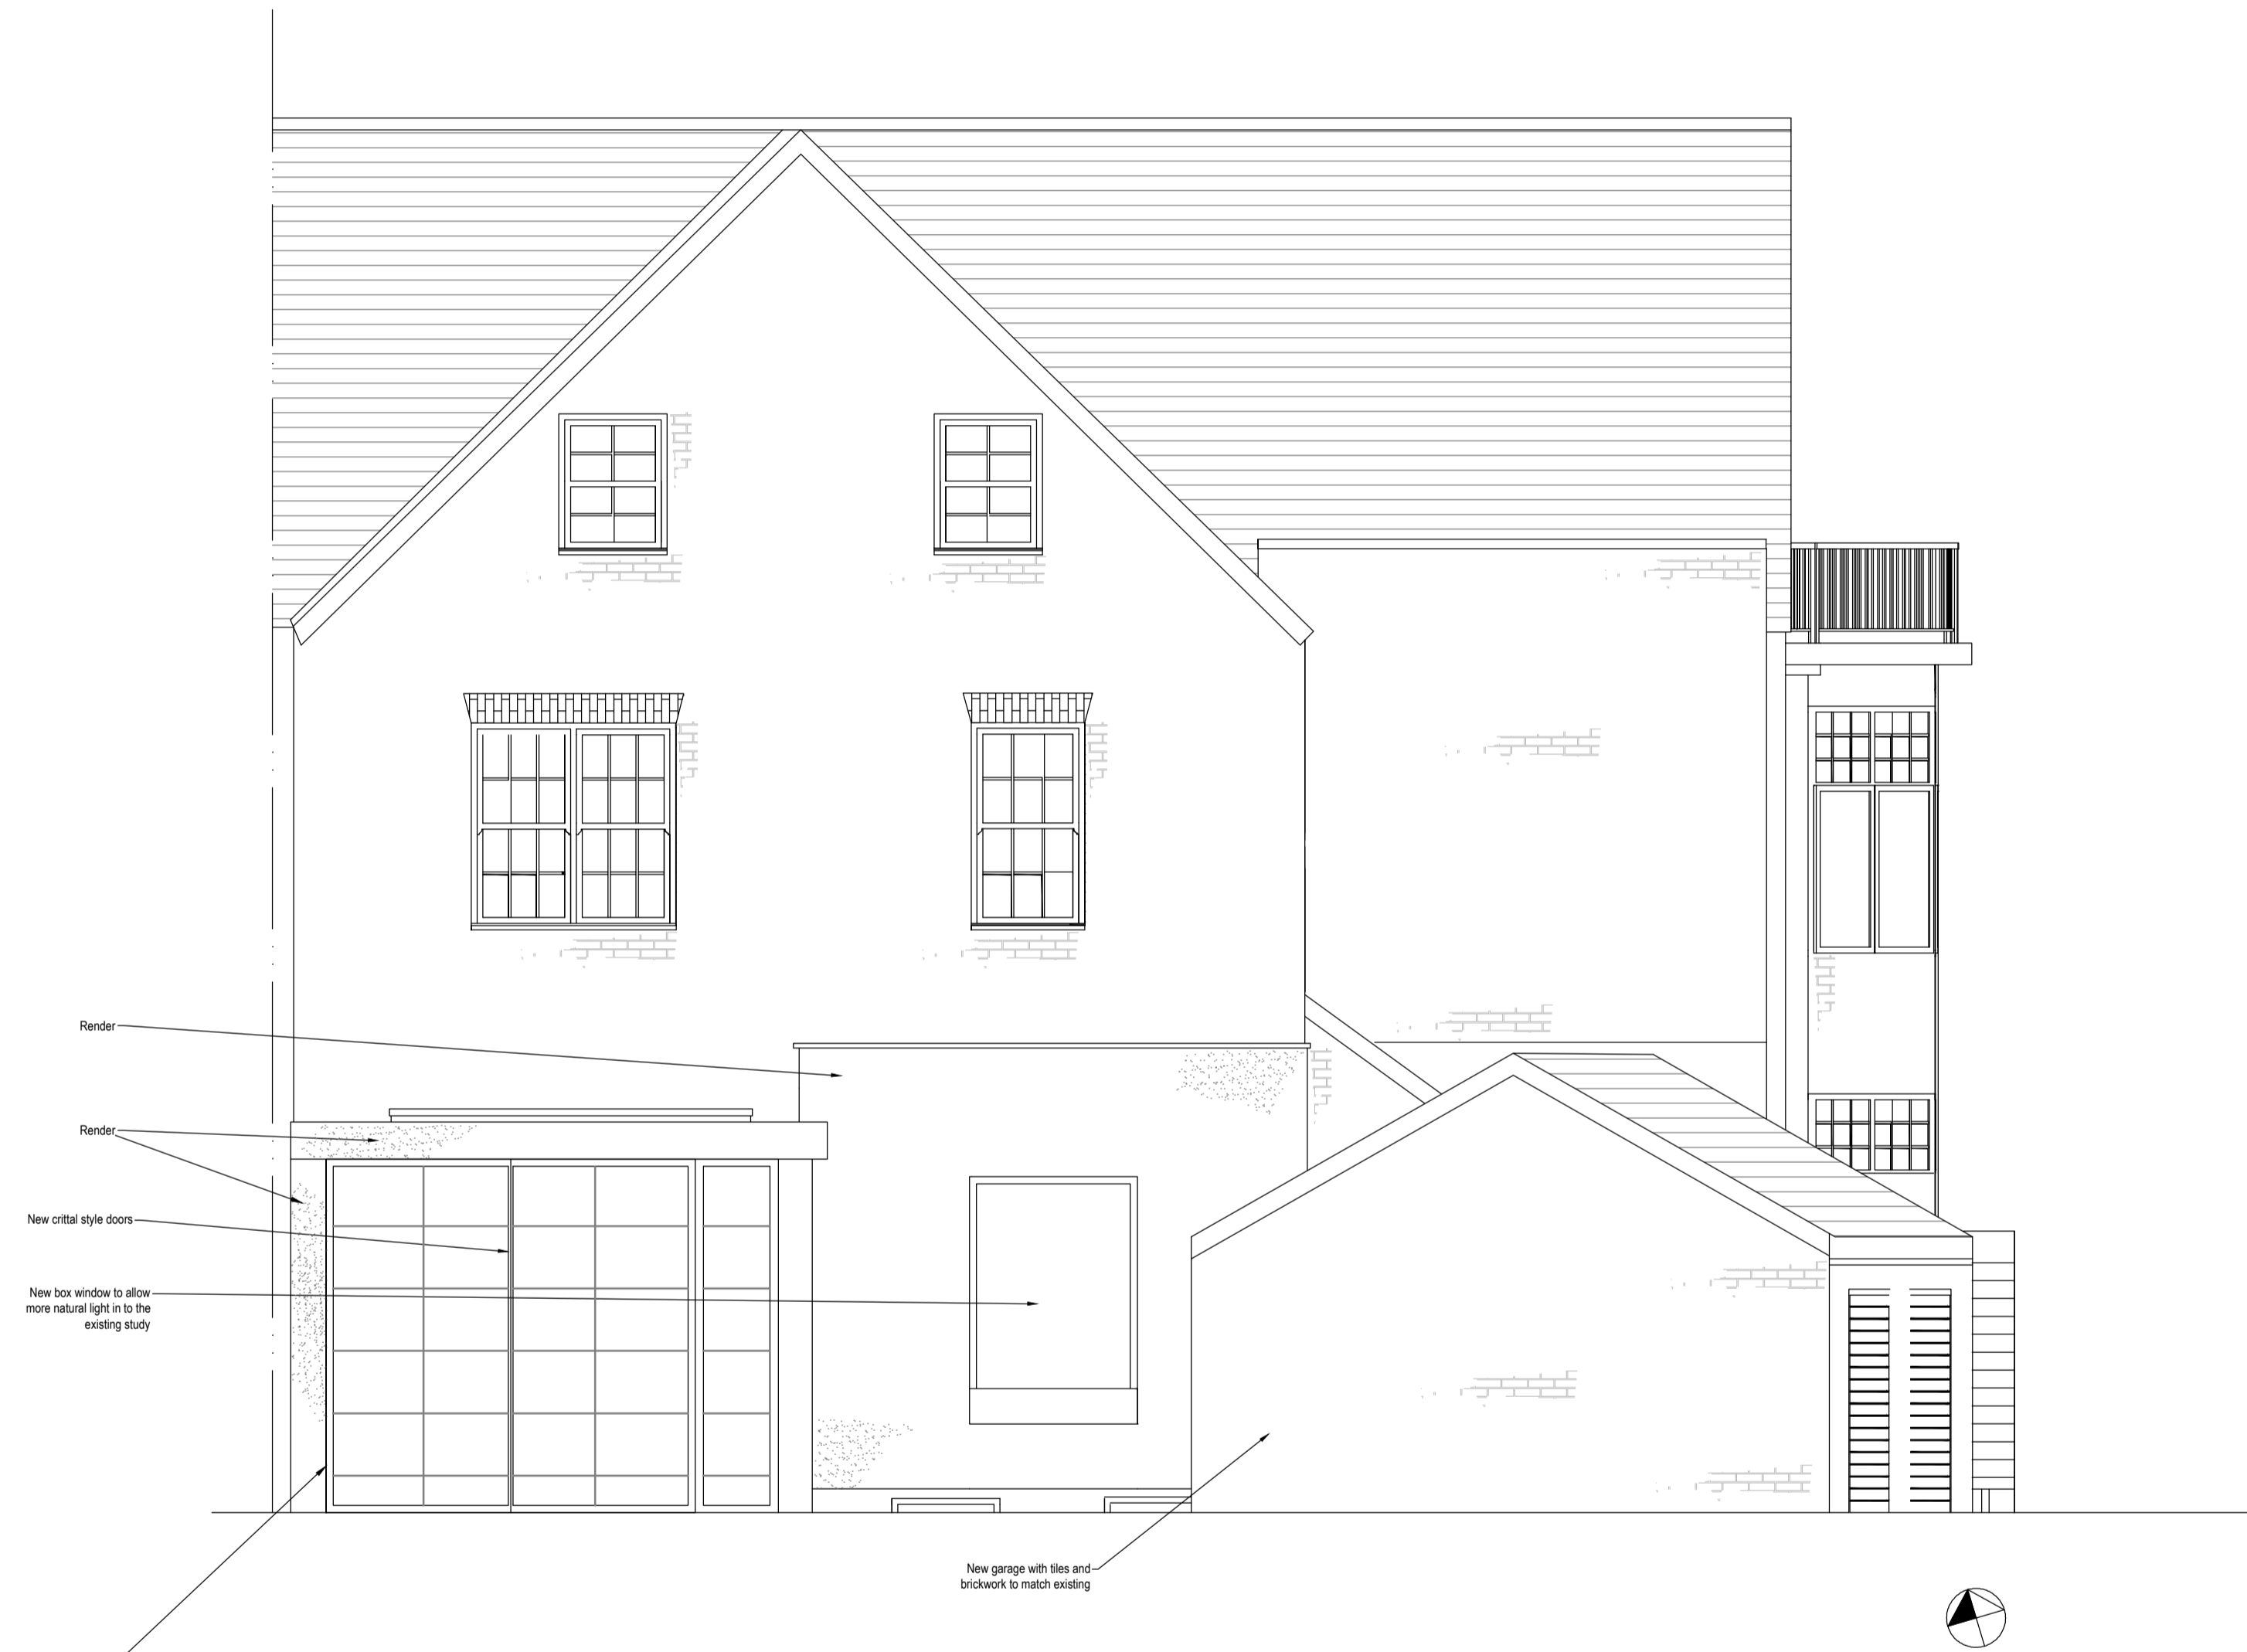 Render
Render
New crittal style doors
New box window to allow
more natural light in to the
existing study
New garage with tiles and
brickwork to match existing